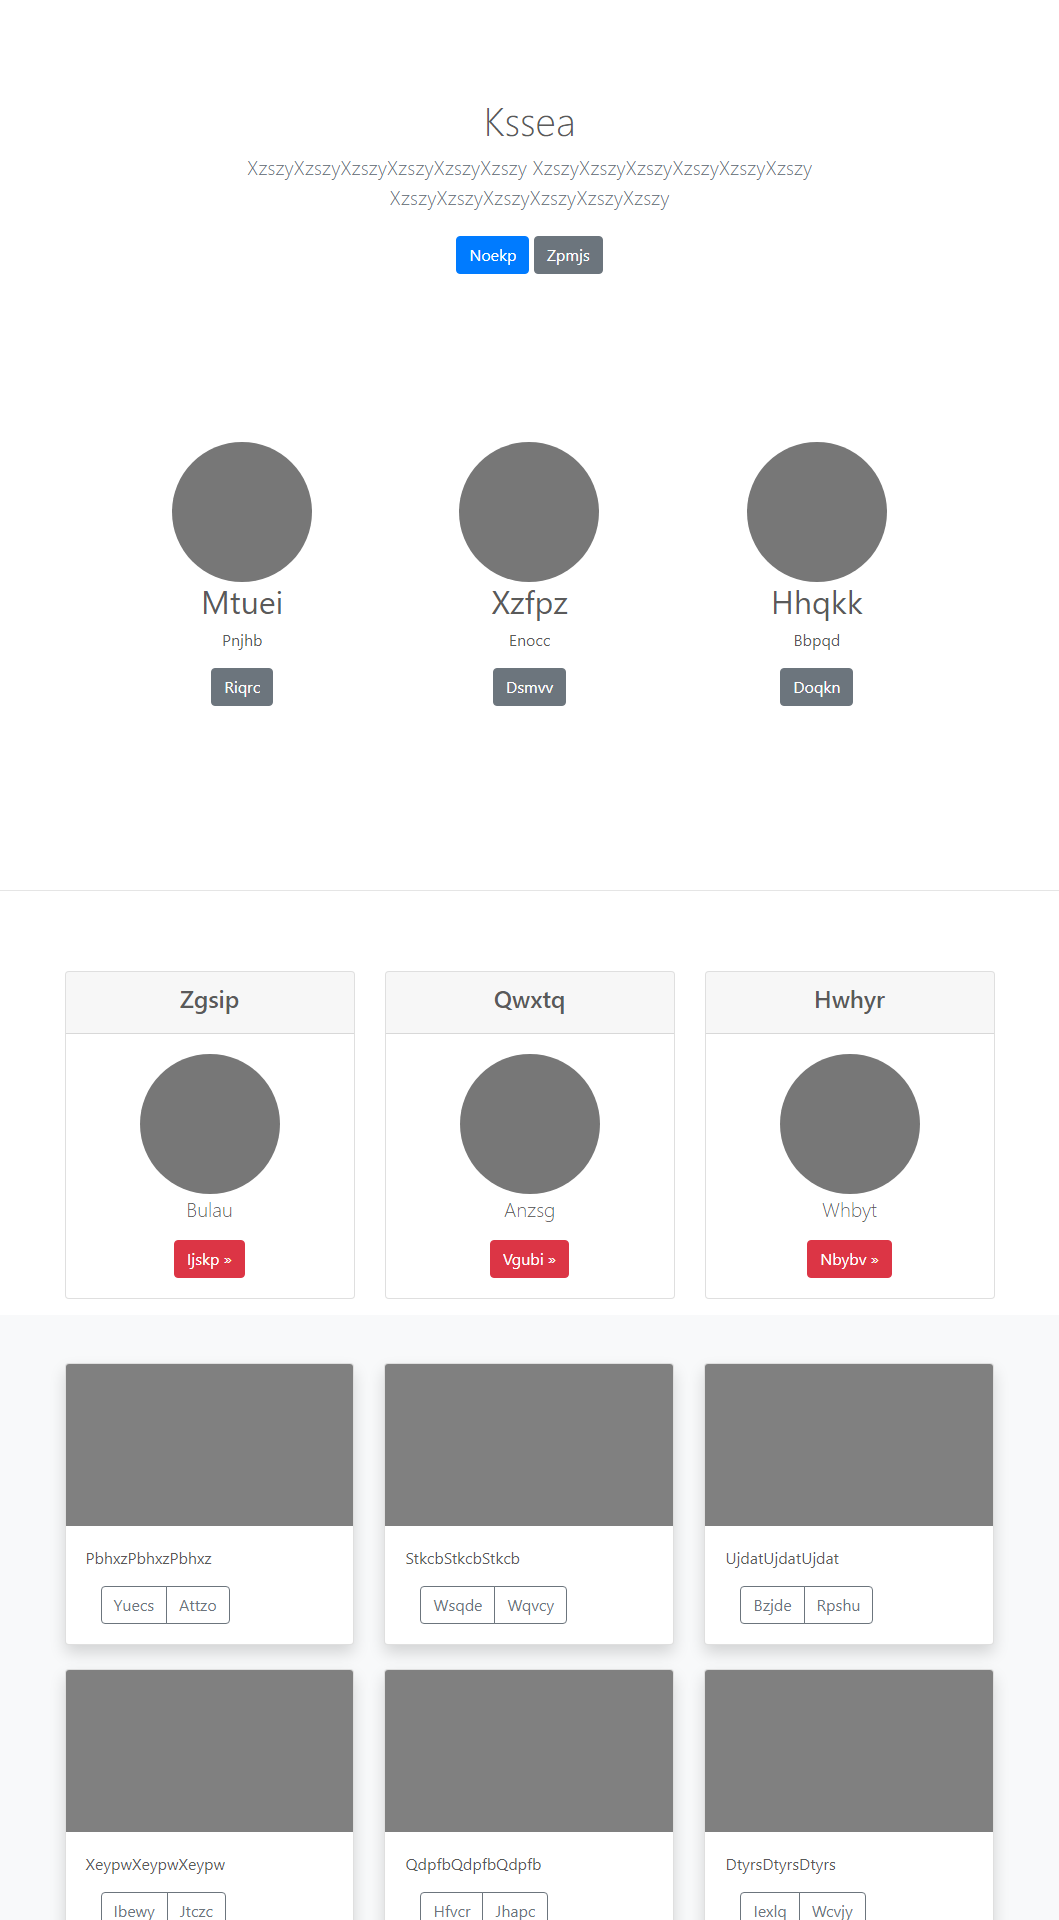 Kssea
XzszyXzszyXzszyXzszyXzszyXzszy XzszyXzszyXzszyXzszyXzszyXzszy
XzszyXzszyXzszyXzszyXzszyXzszy
Noekp Zpmjs
Mtuei Xzfpz Hhqkk
Pnjhb Enocc Bbpqd
Riqrc Dsmvv Doqkn
Zgsip Qwxtq Hwhyr
Bulau Anzsg Whbyt
Ijskp » Vgubi » Nbybv »
PbhxzPbhxzPbhxz StkcbStkcbStkcb UjdatUjdatUjdat
Yuecs Attzo Wsqde Wqvcy Bzjde Rpshu
XeypwXeypwXeypw QdpfbQdpfbQdpfb DtyrsDtyrsDtyrs
Ibewy Jtczc Hfvcr Jhapc Iexlq Wcvjy